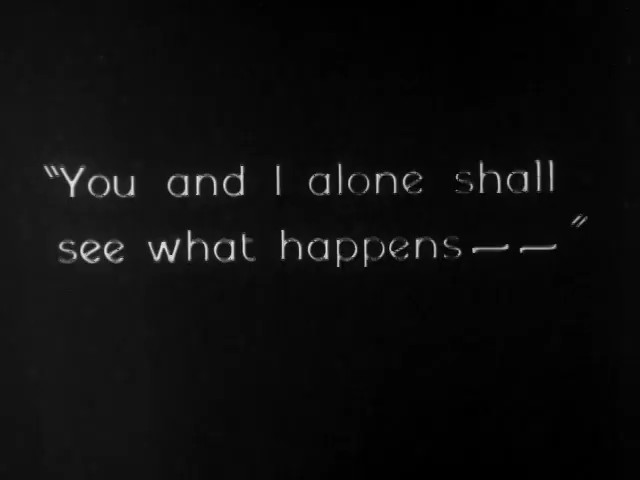 "You and I alone shall
see what happens — — "